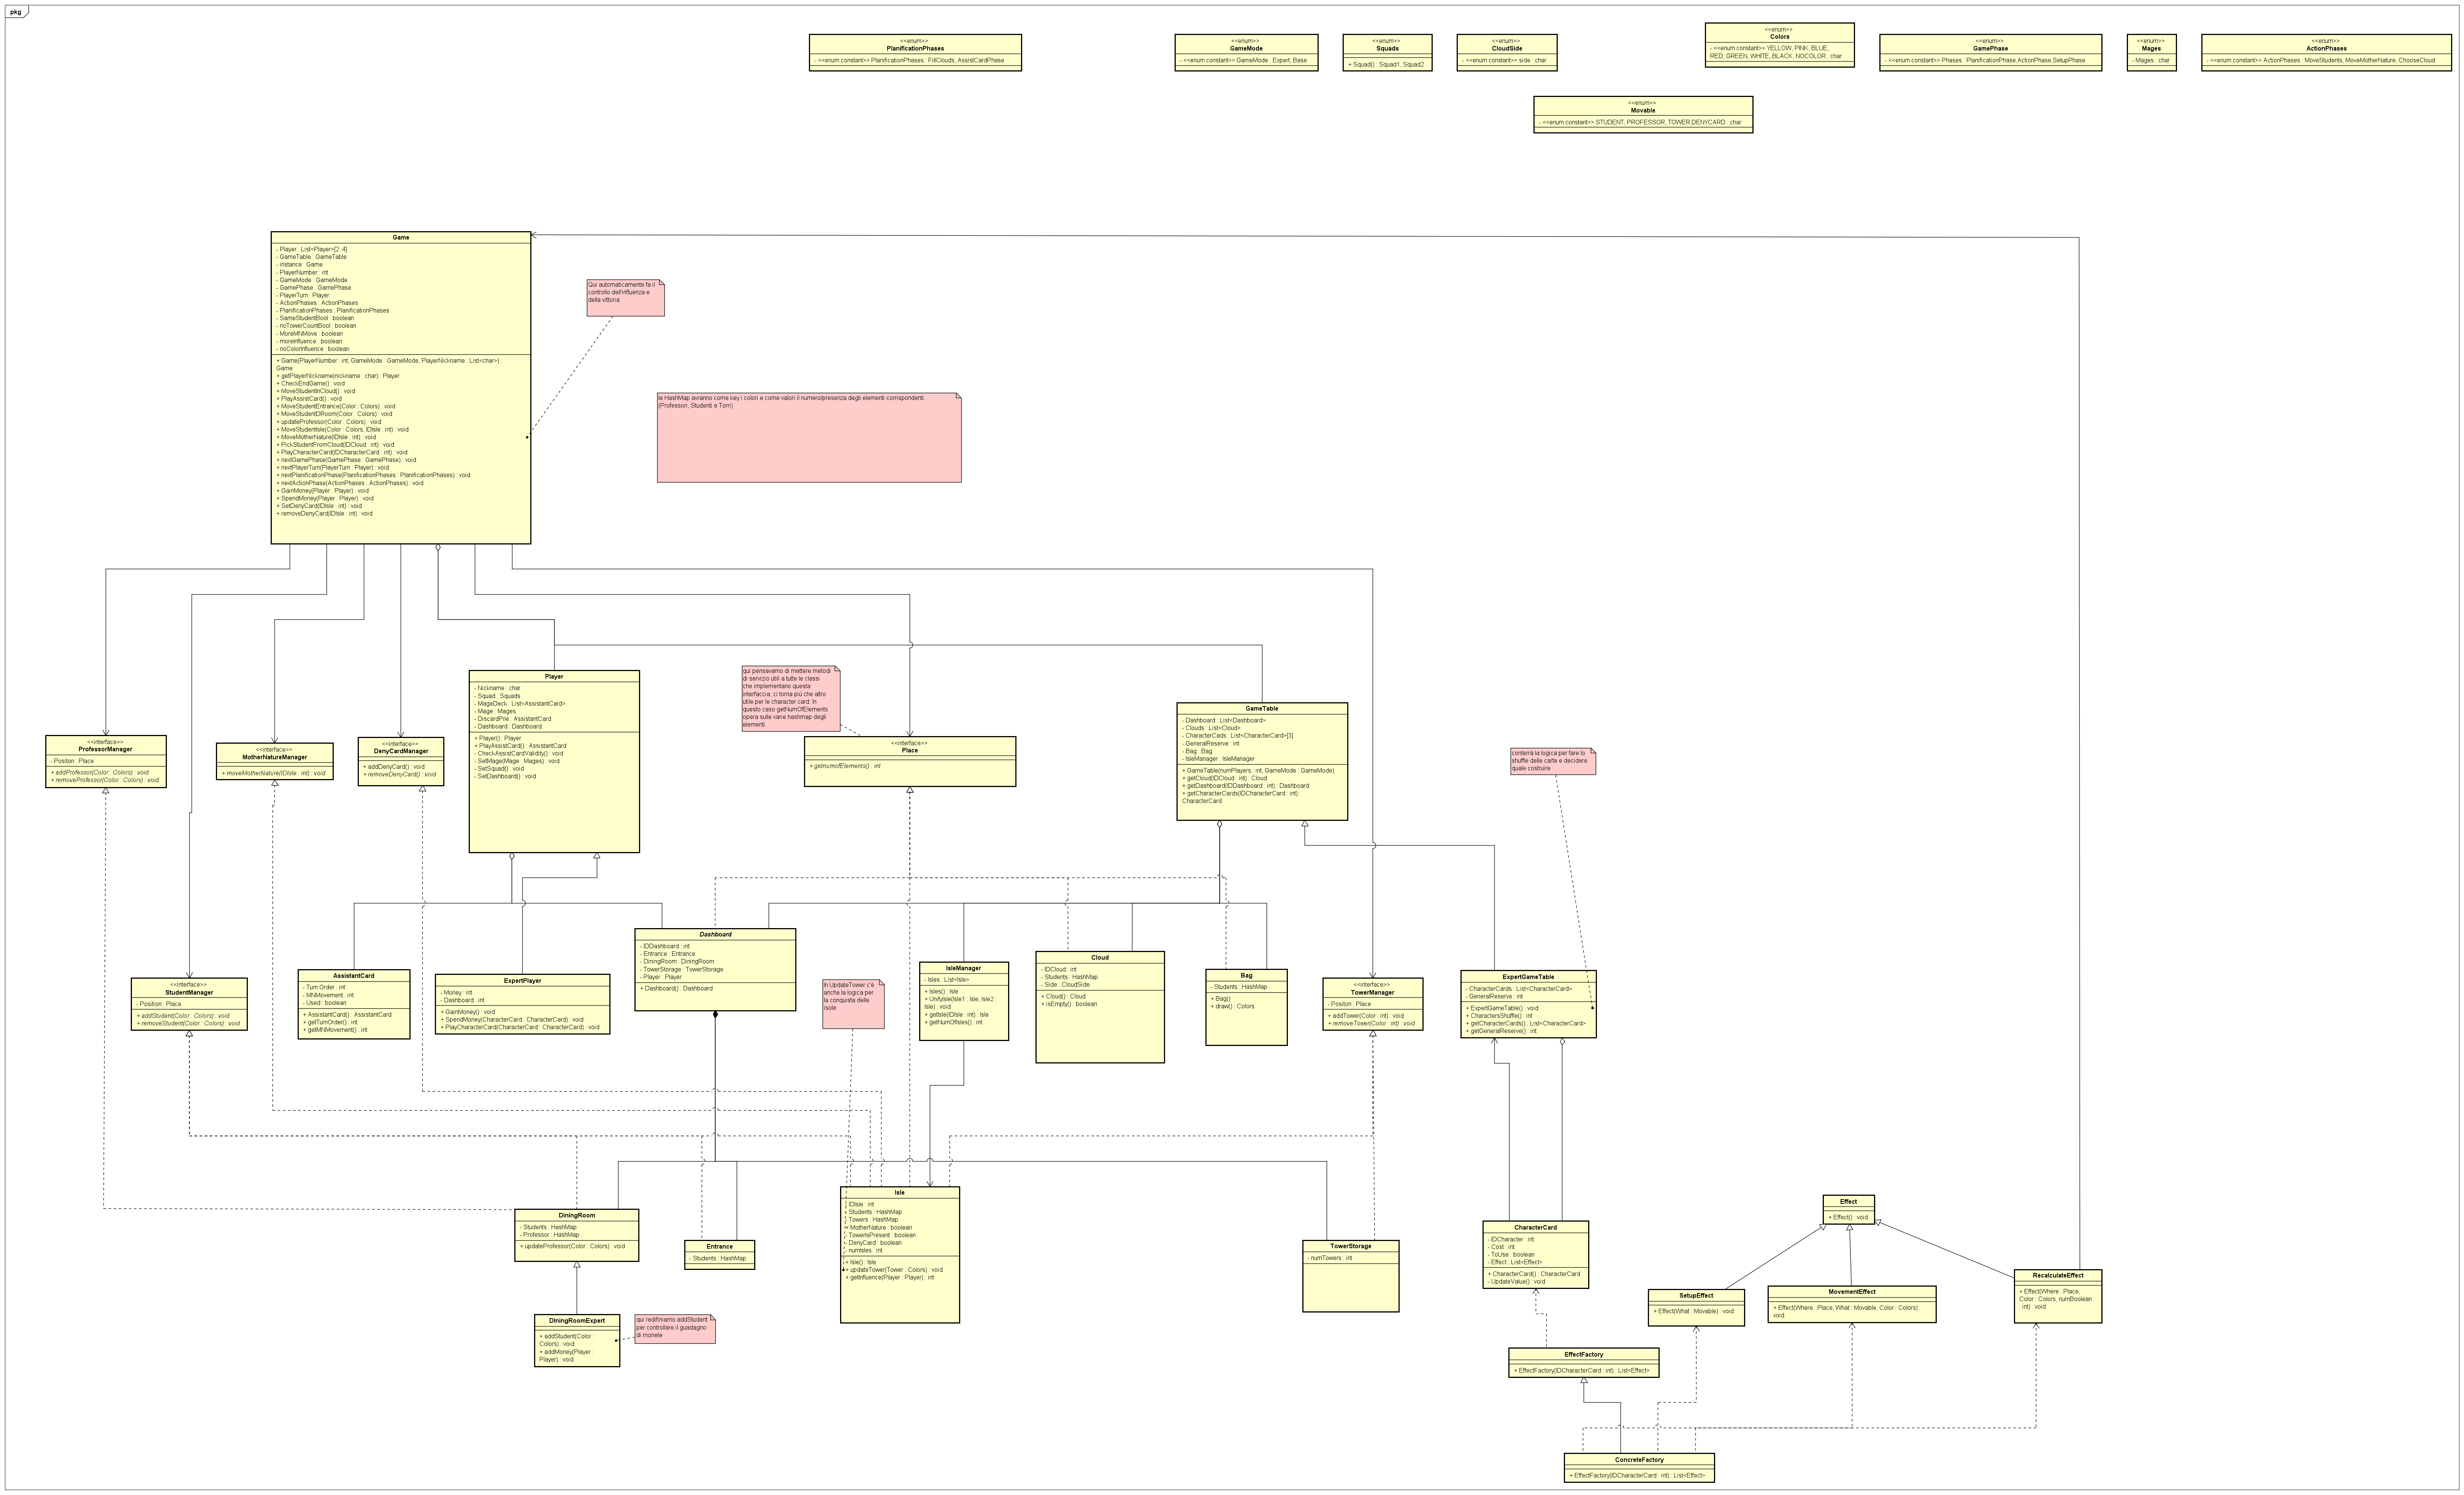 pkg
<<enum>>
PlanificationPhases
- <<enum constant>> PlanificationPhases : FillClouds, AssistCardPhase
<<enum>>
GameMode
- <<enum constant>> GameMode : Expert, Base
<<enum>>
Squads
+ Squad() : Squad1, Squad2
<<enum>>
CloudSide
- <<enum constant>> side : char
<<enum>>
Colors
- <<enum constant>> YELLOW, PINK, BLUE,
RED, GREEN, WHITE, BLACK, NOCOLOR : char
<<enum>>
GamePhase
- <<enum constant>> Phases : PlanificationPhase,ActionPhase,SetupPhase
<<enum>>
Mages
- Mages : char
<<enum>>
ActionPhases
- <<enum constant>> ActionPhases : MoveStudents, MoveMotherNature, ChooseCloud
<<enum>>
Movable
- <<enum constant>> STUDENT, PROFESSOR, TOWER,DENYCARD : char
Game
- Player : List<Player>[2..4]
- GameTable : GameTable
- instance : Game
- PlayerNumber : int
- GameMode : GameMode
- GamePhase : GamePhase
- PlayerTurn : Player
- ActionPhases : ActionPhases
- PlanificationPhases : PlanificationPhases
- SameStudentBool : boolean
- noTowerCountBool : boolean
- MoreMNMove : boolean
- moreInfluence : boolean
- noColorInfluence : boolean
+ Game(PlayerNumber : int, GameMode : GameMode, PlayerNickname : List<char>) :
Game
+ getPlayerNickname(nickname : char) : Player
+ CheckEndGame() : void
+ MoveStudentInCloud() : void
+ PlayAssistCard() : void
+ MoveStudentEntrance(Color : Colors) : void
+ MoveStudentDRoom(Color : Colors) : void
+ updateProfessor(Color : Colors) : void
+ MoveStudentIsle(Color : Colors, IDIsle : int) : void
+ MoveMotherNature(IDIsle : int) : void
+ PickStudentFromCloud(IDCloud : int) : void
+ PlayCharacterCard(IDCharacterCard : int) : void
+ nextGamePhase(GamePhase : GamePhase) : void
+ nextPlayerTurn(PlayerTurn : Player) : void
+ nextPlanificationPhase(PlanificationPhases : PlanificationPhases) : void
+ nextActionPhase(ActionPhases : ActionPhases) : void
+ GainMoney(Player : Player) : void
+ SpendMoney(Player : Player) : void
+ SetDenyCard(IDIsle : int) : void
+ removeDenyCard(IDIsle : int) : void
Qui automaticamente fa il
controllo dell'influenza e
della vittoria
le HashMap avranno come key i colori e come valori il numero/presenza degli elementi corrispondenti
(Professori, Studenti e Torri)
<<interface>>
ProfessorManager
- Positon : Place
+ addProfessor(Color : Colors) : void
+ removeProfessor(Color : Colors) : void
<<interface>>
MotherNatureManager
+ moveMotherNature(IDIsle : int) : void
<<interface>>
DenyCardManager
+ addDenyCard() : void
+ removeDenyCard() : void
Player
- Nickname : char
- Squad : Squads
- MageDeck : List<AssistantCard>
- Mage : Mages
- DiscardPile : AssistantCard
- Dashboard : Dashboard
+ Player() : Player
+ PlayAssistCard() : AssistantCard
- CheckAssistCardValidity() : void
- SetMage(Mage : Mages) : void
- SetSquad() : void
- SetDashboard() : void
qui pensavamo di mettere metodi
di servizio utili a tutte le classi
che implementano questa
interfaccia, ci torna più che altro
utile per le character card. In
questo caso getNumOfElements
opera sulle varie hashmap degli
elementi
<<interface>>
Place
+ getnumofElements() : int
GameTable
- Dashboard : List<Dashboard>
- Clouds : List<Cloud>
- CharacterCads : List<CharacterCard>[3]
- GeneralReserve : int
- Bag : Bag
- IsleManager : IsleManager
+ GameTable(numPlayers : int, GameMode : GameMode)
+ getCloud(IDCloud : int) : Cloud
+ getDashboard(IDDashboard : int) : Dashboard
+ getCharacterCards(IDCharacterCard : int) :
CharacterCard
conterrà la logica per fare lo
shuffle delle carte e decidere
quale costruire
<<interface>>
StudentManager
- Position : Place
+ addStudent(Color : Colors) : void
+ removeStudent(Color : Colors) : void
AssistantCard
- Turn Order : int
- MNMovement : int
- Used : boolean
+ AssistantCard() : AssistantCard
+ getTurnOrder() : int
+ getMNMovement() : int
ExpertPlayer
- Money : int
- Dashboard : int
+ GainMoney() : void
+ SpendMoney(CharacterCard : CharacterCard) : void
+ PlayCharacterCard(CharacterCard : CharacterCard) : void
Dashboard
- IDDashboard : int
- Entrance : Entrance
- DiningRoom : DiningRoom
- TowerStorage : TowerStorage
- Player : Player
+ Dashboard() : Dashboard
In UpdateTower c'è
anche la logica per
la conquista delle
isole
IsleManager
- Isles : List<Isle>
+ Isles() : Isle
+ UnifyIsle(Isle1 : Isle, Isle2 :
Isle) : void
+ getIsle(IDIsle : int) : Isle
+ getNumOfIsles() : int
Cloud
- IDCloud : int
- Students : HashMap
- Side : CloudSide
+ Cloud() : Cloud
+ isEmpty() : boolean
Bag
- Students : HashMap
+ Bag()
+ draw() : Colors
<<interface>>
TowerManager
- Positon : Place
+ addTower(Color : int) : void
+ removeTower(Color : int) : void
ExpertGameTable
- CharacterCards : List<CharacterCard>
- GeneralReserve : int
+ ExpertGameTable() : void
+ CharactersShuffle() : int
+ getCharacterCards() : List<CharacterCard>
+ getGeneralReserve() : int
DiningRoom
- Students : HashMap
- Professor : HashMap
+ updateProfessor(Color : Colors) : void
Entrance
- Students : HashMap
Isle
- IDIsle : int
- Students : HashMap
- Towers : HashMap
+ MotherNature : boolean
- TowerIsPresent : boolean
- DenyCard : boolean
- numIsles : int
+ Isle() : Isle
+ updateTower(Tower : Colors) : void
+ getInfluence(Player : Player) : int
TowerStorage
- numTowers : int
CharacterCard
- IDCharacter : int
- Cost : int
- ToUse : boolean
- Effect : List<Effect>
+ CharacterCard() : CharacterCard
- UpdateValue() : void
Effect
+ Effect() : void
SetupEffect
+ Effect(What : Movable) : void
MovementEffect
+ Effect(Where : Place, What : Movable, Color : Colors) :
void
RecalculateEffect
+ Effect(Where : Place,
Color : Colors, numBoolean
: int) : void
DIningRoomExpert
+ addStudent(Color :
Colors) : void
+ addMoney(Player :
Player) : void
qui redifiniamo addStudent
per controllare il guadagno
di monete
EffectFactory
+ EffectFactory(IDCharacterCard : int) : List<Effect>
ConcreteFactory
+ EffectFactory(IDCharacterCard : int) : List<Effect>